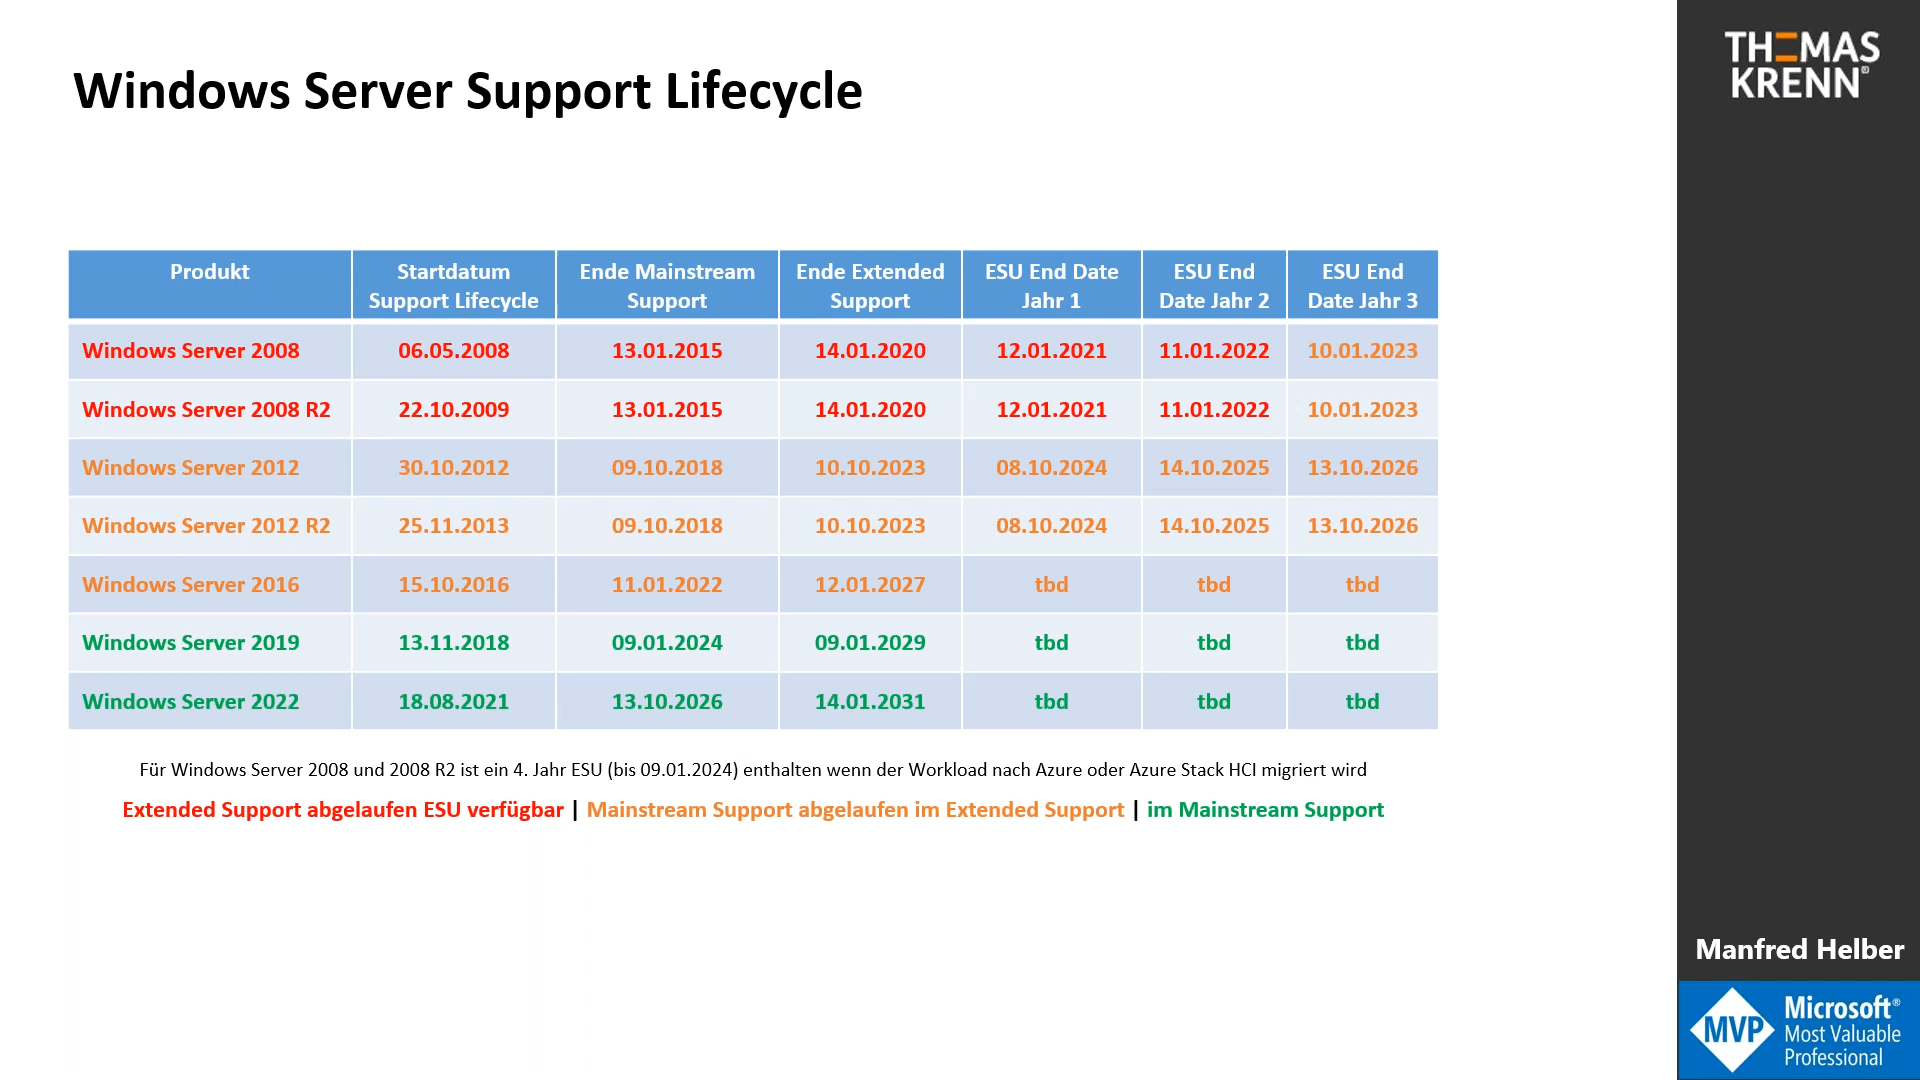 Windows Server Support Lifecycle
THOMAS
KRENN®
Produkt Startdatum Support Lifecycle Ende Mainstream Support Ende Extended Support ESU End Date Jahr 1 ESU End Date Jahr 2 ESU End Date Jahr 3
Windows Server 2008 06.05.2008 13.01.2015 14.01.2020 12.01.2021 11.01.2022 10.01.2023
Windows Server 2008 R2 22.10.2009 13.01.2015 14.01.2020 12.01.2021 11.01.2022 10.01.2023
Windows Server 2012 30.10.2012 09.10.2018 10.10.2023 08.10.2024 14.10.2025 13.10.2026
Windows Server 2012 R2 25.11.2013 09.10.2018 10.10.2023 08.10.2024 14.10.2025 13.10.2026
Windows Server 2016 15.10.2016 11.01.2022 12.01.2027 tbd tbd tbd
Windows Server 2019 13.11.2018 09.01.2024 09.01.2029 tbd tbd tbd
Windows Server 2022 18.08.2021 13.10.2026 14.01.2031 tbd tbd tbd
Für Windows Server 2008 und 2008 R2 ist ein 4. Jahr ESU (bis 09.01.2024) enthalten wenn der Workload nach Azure oder Azure Stack HCI migriert wird
Extended Support abgelaufen ESU verfügbar | Mainstream Support abgelaufen im Extended Support | im Mainstream Support
Manfred Helber
MVP
Microsoft®
Most Valuable
Professional